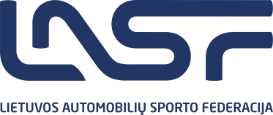 LASF
LIETUVOS AUTOMOBILIŲ SPORTO FEDERACIJA